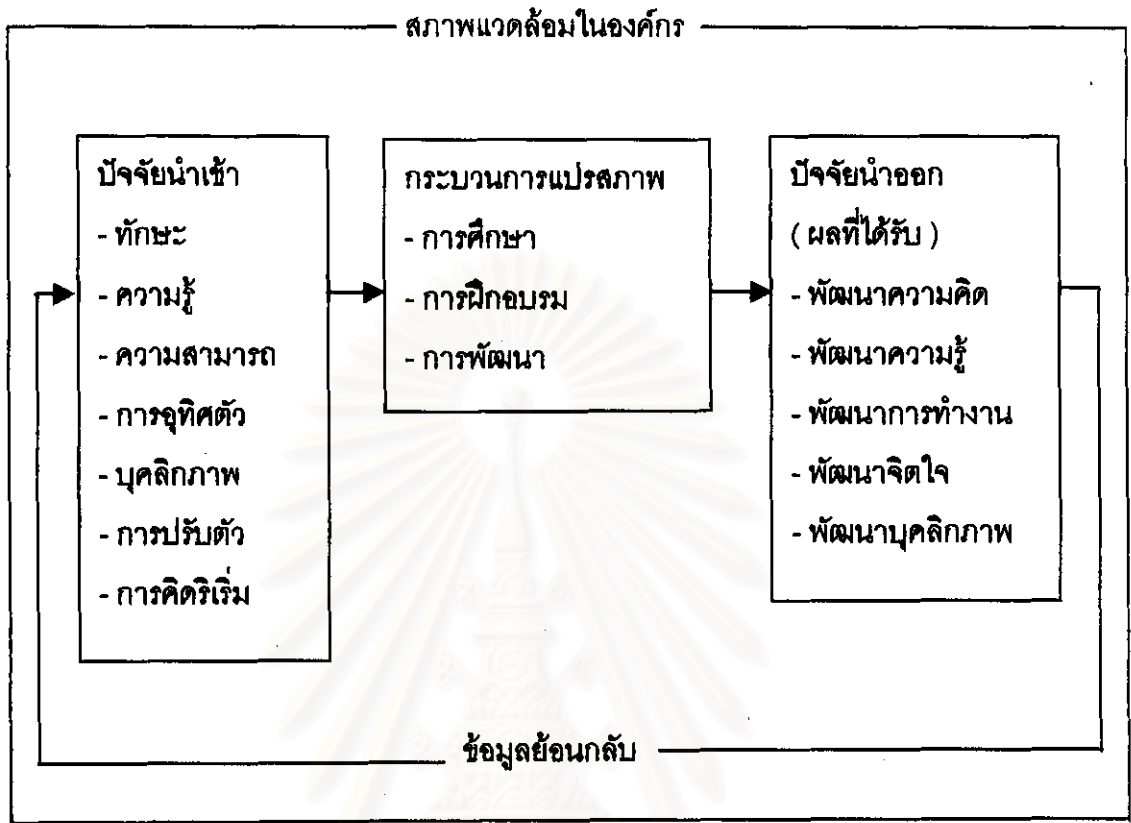 สภาพแวดล้อมในองค์กร
ปัจจัยนำเข้า
- ทักษะ
- ความรู้
- ความสามารถ
- การอุทิศตัว
- บุคลิกภาพ
- การปรับตัว
- การคิดริเริ่ม
กระบวนการแปรสภาพ
- การศึกษา
- การฝึกอบรม
- การพัฒนา
ปัจจัยนำออก
( ผลที่ได้รับ )
- พัฒนาความคิด
- พัฒนาความรู้
- พัฒนาการทำงาน
- พัฒนาจิตใจ
- พัฒนาบุคลิกภาพ
ข้อมูลย้อนกลับ